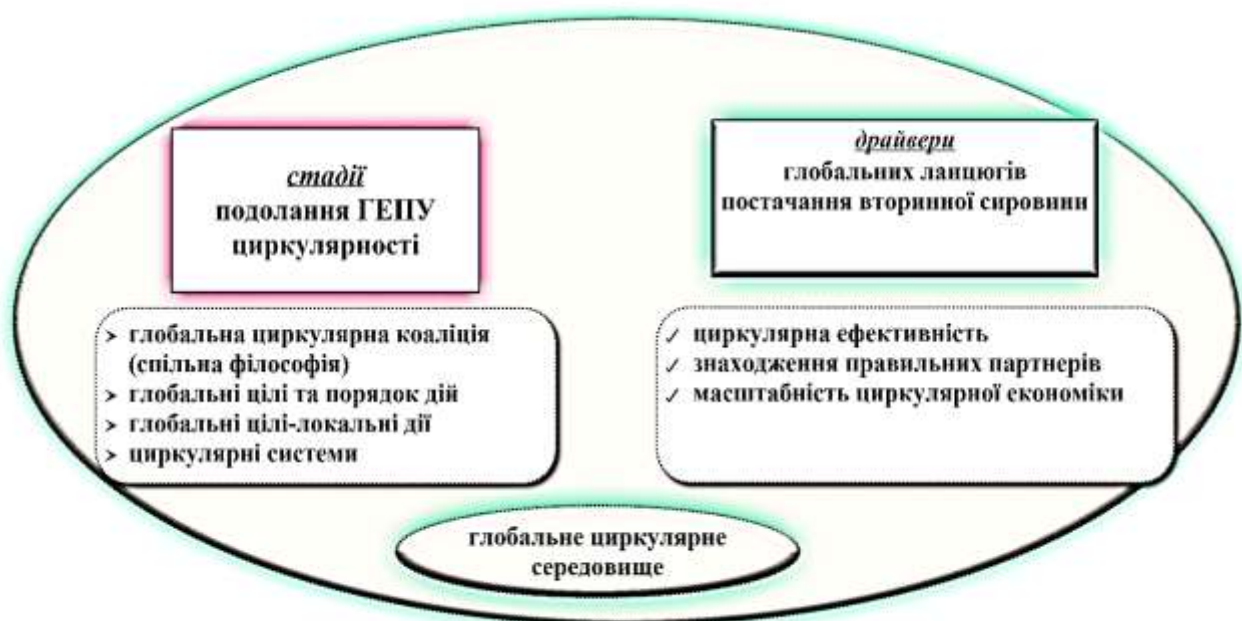 стадії
подолання ГЕПУ
циркулярності
➢ глобальна циркулярна коаліція
(спільна філософія)
➢ глобальні цілі та порядок дій
➢ глобальні цілі-локальні дії
➢ циркулярні системи
драйвери
глобальних ланцюгів
постачання вторинної сировини
✓ циркулярна ефективність
✓ знаходження правильних партнерів
✓ масштабність циркулярної економіки
глобальне циркулярне
середовище